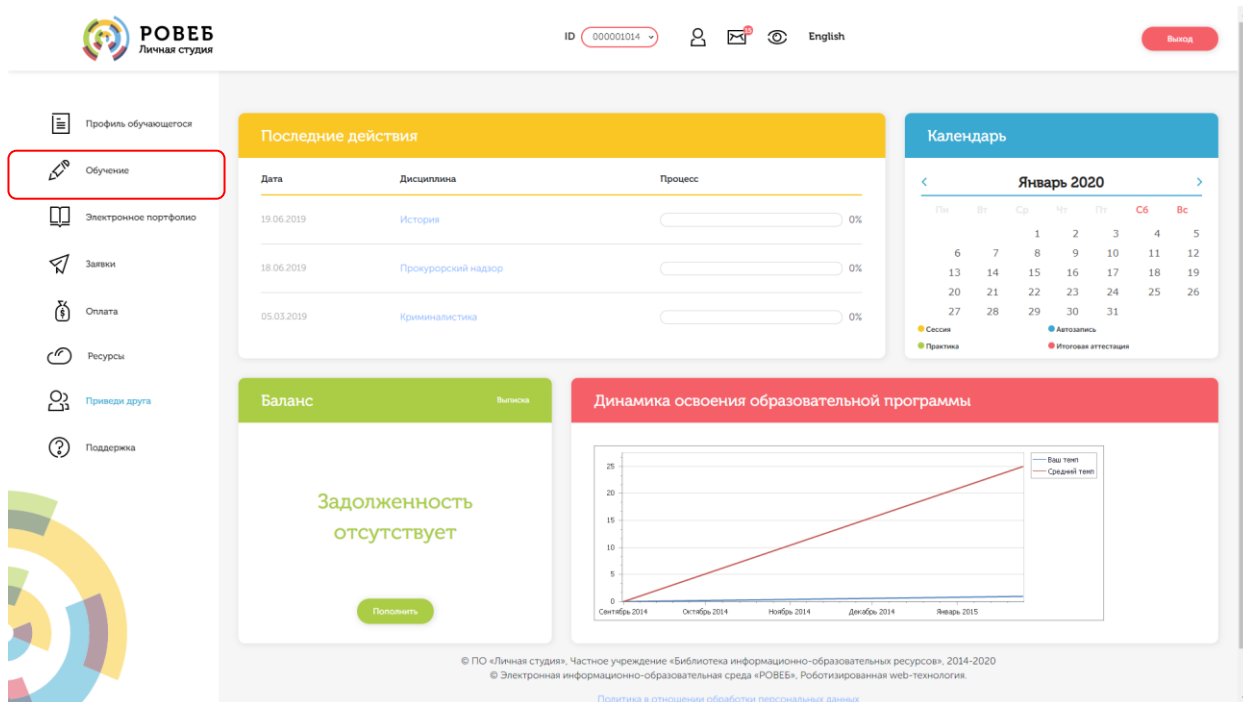 РОВЕБ
Личная студия
ID 000001014
English
Выход
Профиль обучающегося
Обучение
Электронное портфолио
Заявки
Оплата
Ресурсы
Приведи друга
Поддержка
Последние действия
Дата Дисциплина Процесс
19.06.2019 История 0%
18.06.2019 Прокурорский надзор 0%
05.03.2019 Криминалистика 0%
Календарь
Январь 2020
Пн Вт Ср Чт Пт Сб Вс
1 2 3 4 5
6 7 8 9 10 11 12
13 14 15 16 17 18 19
20 21 22 23 24 25 26
27 28 29 30 31
Сессия Автозапись
Практика Итоговая аттестация
Баланс Выписка
Задолженность
отсутствует
Пополнить
Динамика освоения образовательной программы
Ваш темп
Средний темп
25
20
15
10
5
0
Сентябрь 2014 Октябрь 2014 Ноябрь 2014 Декабрь 2014 Январь 2015
© ПО «Личная студия», Частное учреждение «Библиотека информационно-образовательных ресурсов», 2014-2020
© Электронная информационно-образовательная среда «РОВЕБ», Роботизированная web-технология.
Политика в отношении обработки персональных данных